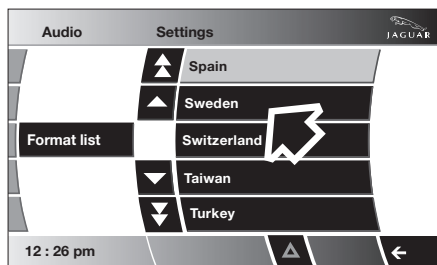 Audio Settings
JAGUAR
Spain
Sweden
Format list
Switzerland
Taiwan
Turkey
12 : 26 pm